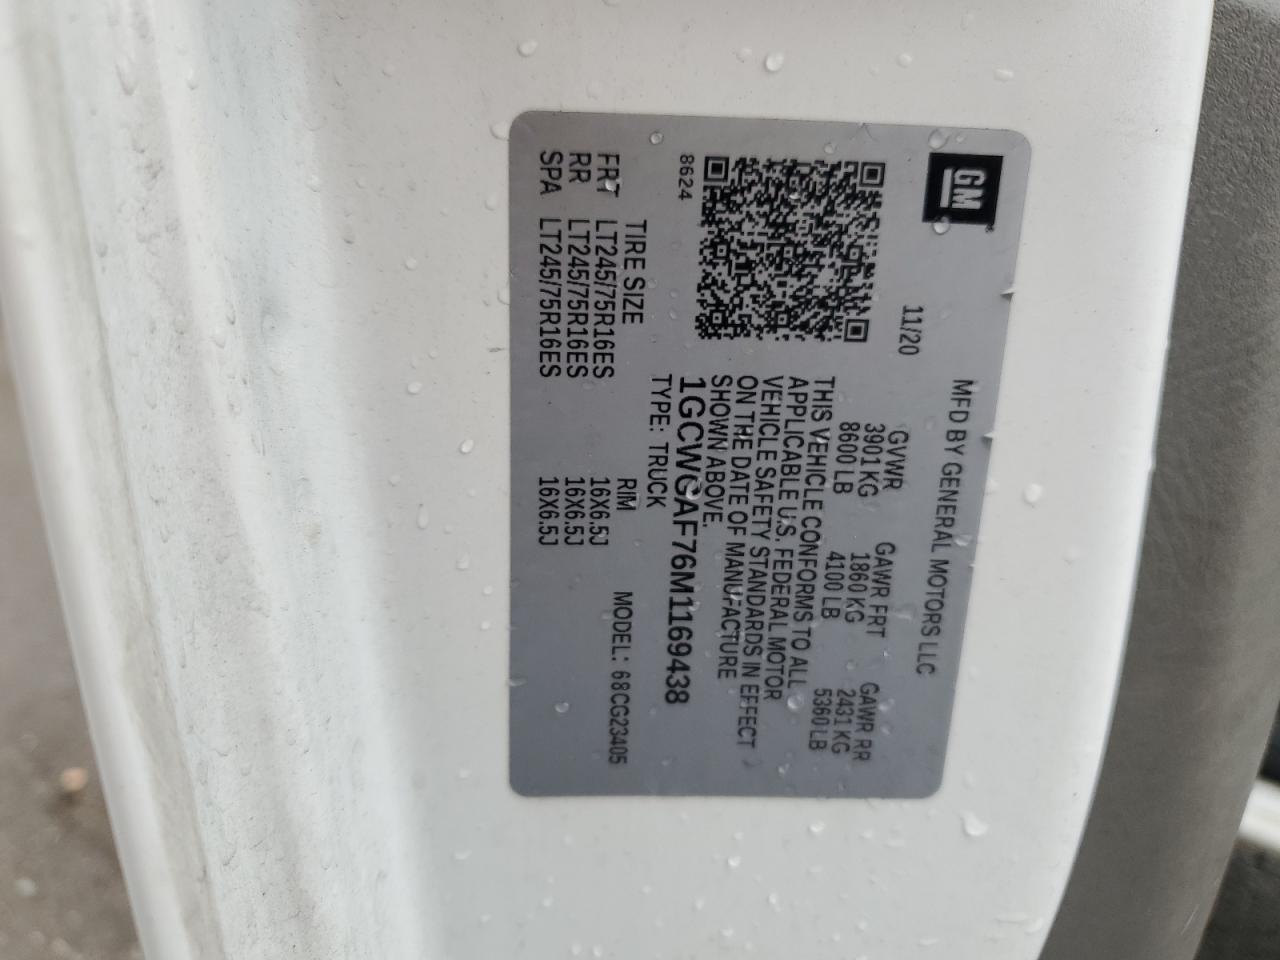 GM
MFD BY GENERAL MOTORS LLC
11/20
GVWR GAWR FRT GAWR RR
3901 KG 1860 KG 2431 KG
8600 LB 4100 LB 5360 LB
THIS VEHICLE CONFORMS TO ALL
APPLICABLE U.S. FEDERAL MOTOR
VEHICLE SAFETY STANDARDS IN EFFECT
ON THE DATE OF MANUFACTURE
SHOWN ABOVE.
8624
1GCWGAF76M1169438
TYPE: TRUCK
MODEL: 68CG23405
TIRE SIZE RIM
FRT LT245/75R16ES 16X6.5J
RR LT245/75R16ES 16X6.5J
SPA LT245/75R16ES 16X6.5J